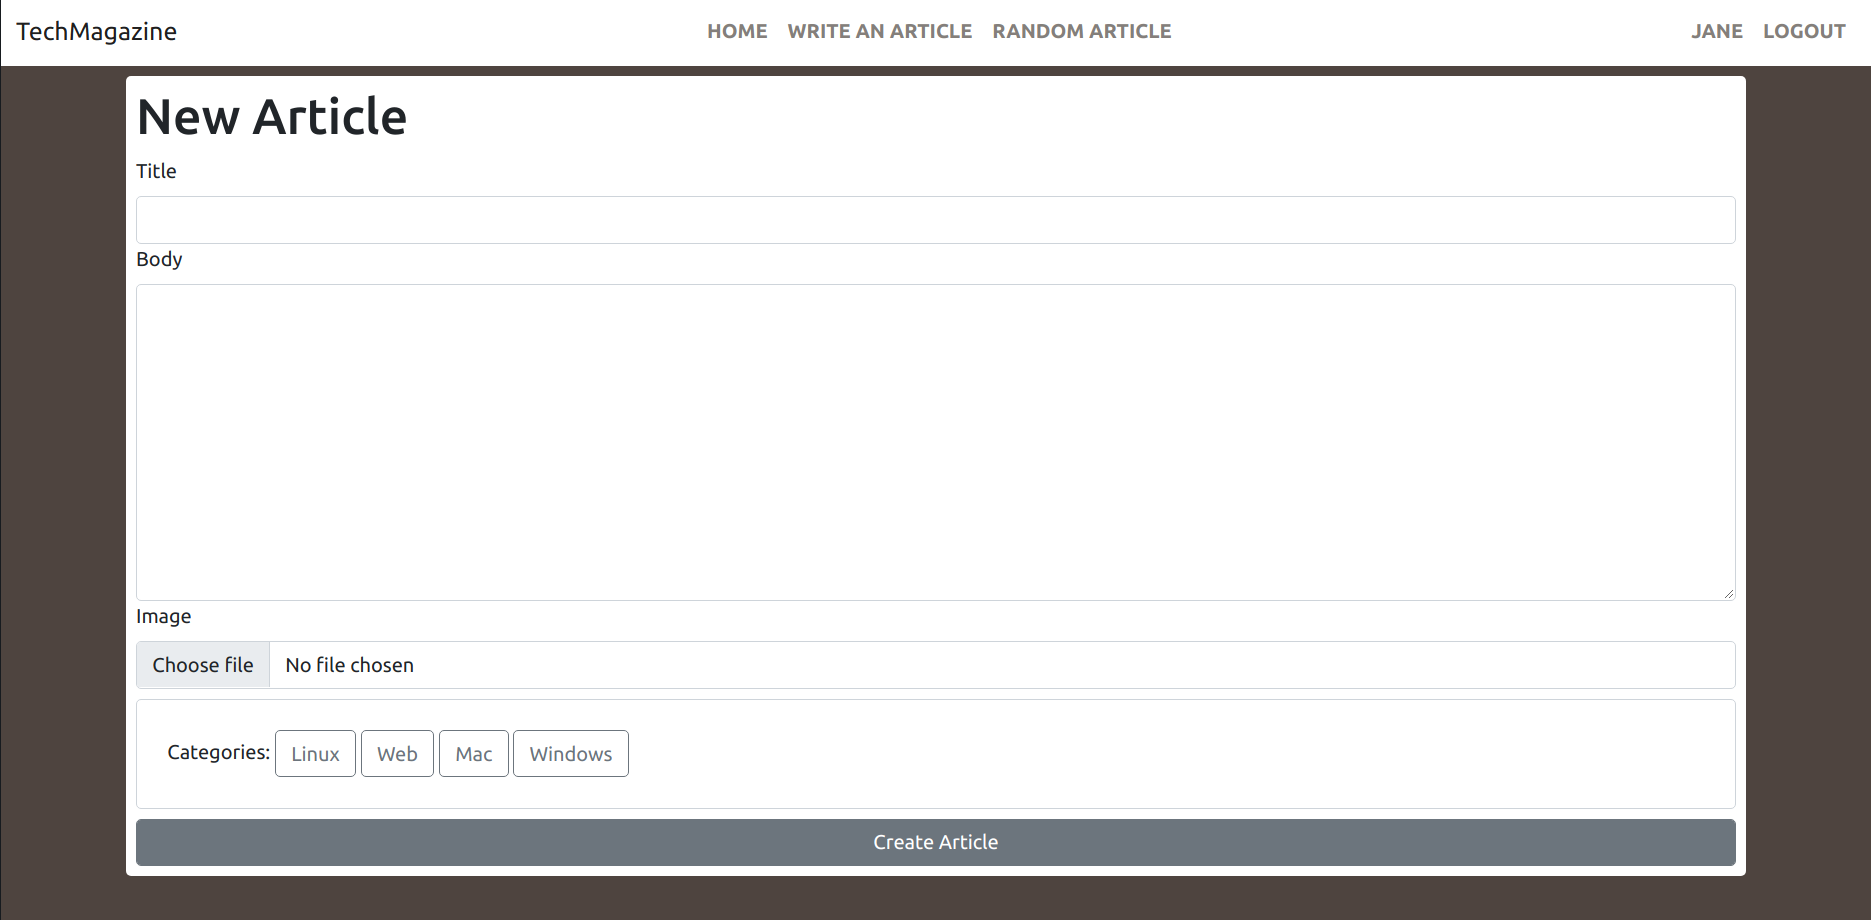 TechMagazine HOME WRITE AN ARTICLE RANDOM ARTICLE JANE LOGOUT
New Article
Title
Body
Image
Choose file No file chosen
Categories: Linux Web Mac Windows
Create Article